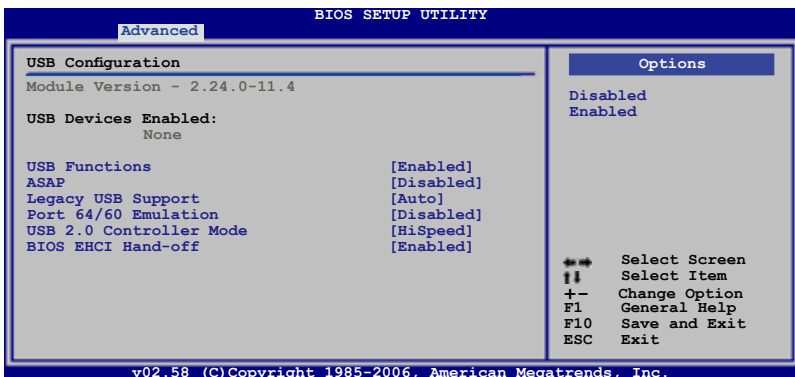 BIOS SETUP UTILITY
Advanced
USB Configuration
Module Version - 2.24.0-11.4
USB Devices Enabled:
None
USB Functions [Enabled]
ASAP [Disabled]
Legacy USB Support [Auto]
Port 64/60 Emulation [Disabled]
USB 2.0 Controller Mode [HiSpeed]
BIOS EHCI Hand-off [Enabled]
Options
Disabled
Enabled
←→ Select Screen
↑↓ Select Item
+- Change Option
F1 General Help
F10 Save and Exit
ESC Exit
v02.58 (C)Copyright 1985-2006, American Megatrends, Inc.